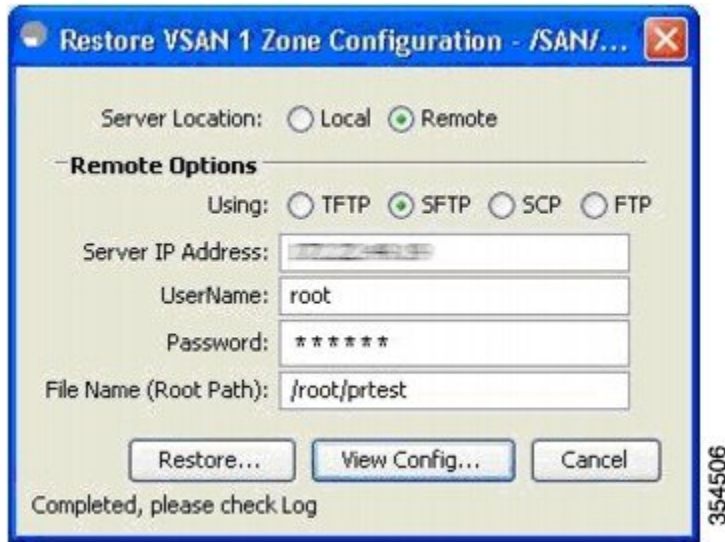 Restore VSAN 1 Zone Configuration - /SAN/...
Server Location: Local Remote
Remote Options
Using: TFTP SFTP SCP FTP
Server IP Address:
UserName: root
Password: ******
File Name (Root Path): /root/prtest
Restore... View Config... Cancel
Completed, please check Log
354506